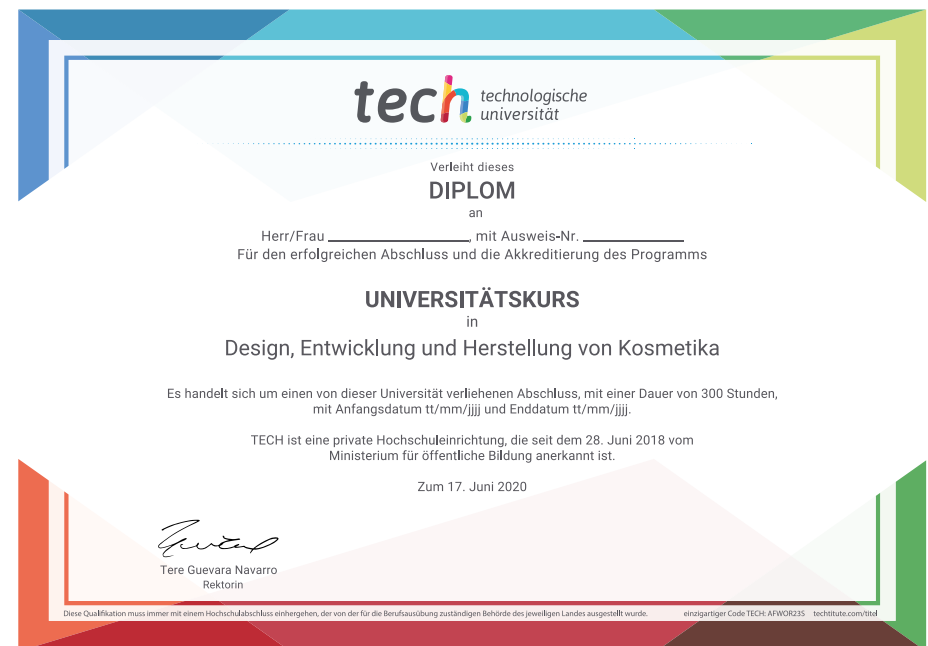 tech technologische
universität
Verleiht dieses
DIPLOM
an
Herr/Frau ____________________, mit Ausweis-Nr. ______________
Für den erfolgreichen Abschluss und die Akkreditierung des Programms
UNIVERSITÄTSKURS
in
Design, Entwicklung und Herstellung von Kosmetika
Es handelt sich um einen von dieser Universität verliehenen Abschluss, mit einer Dauer von 300 Stunden,
mit Anfangsdatum tt/mm/jjjj und Enddatum tt/mm/jjjj.
TECH ist eine private Hochschuleinrichtung, die seit dem 28. Juni 2018 vom
Ministerium für öffentliche Bildung anerkannt ist.
Zum 17. Juni 2020
Tere Guevara Navarro
Rektorin
Diese Qualifikation muss immer mit einem Hochschulabschluss einhergehen, der von der für die Berufsausübung zuständigen Behörde des jeweiligen Landes ausgestellt wurde. einzigartiger Code TECH: AFWOR23S techtitute.com/titel